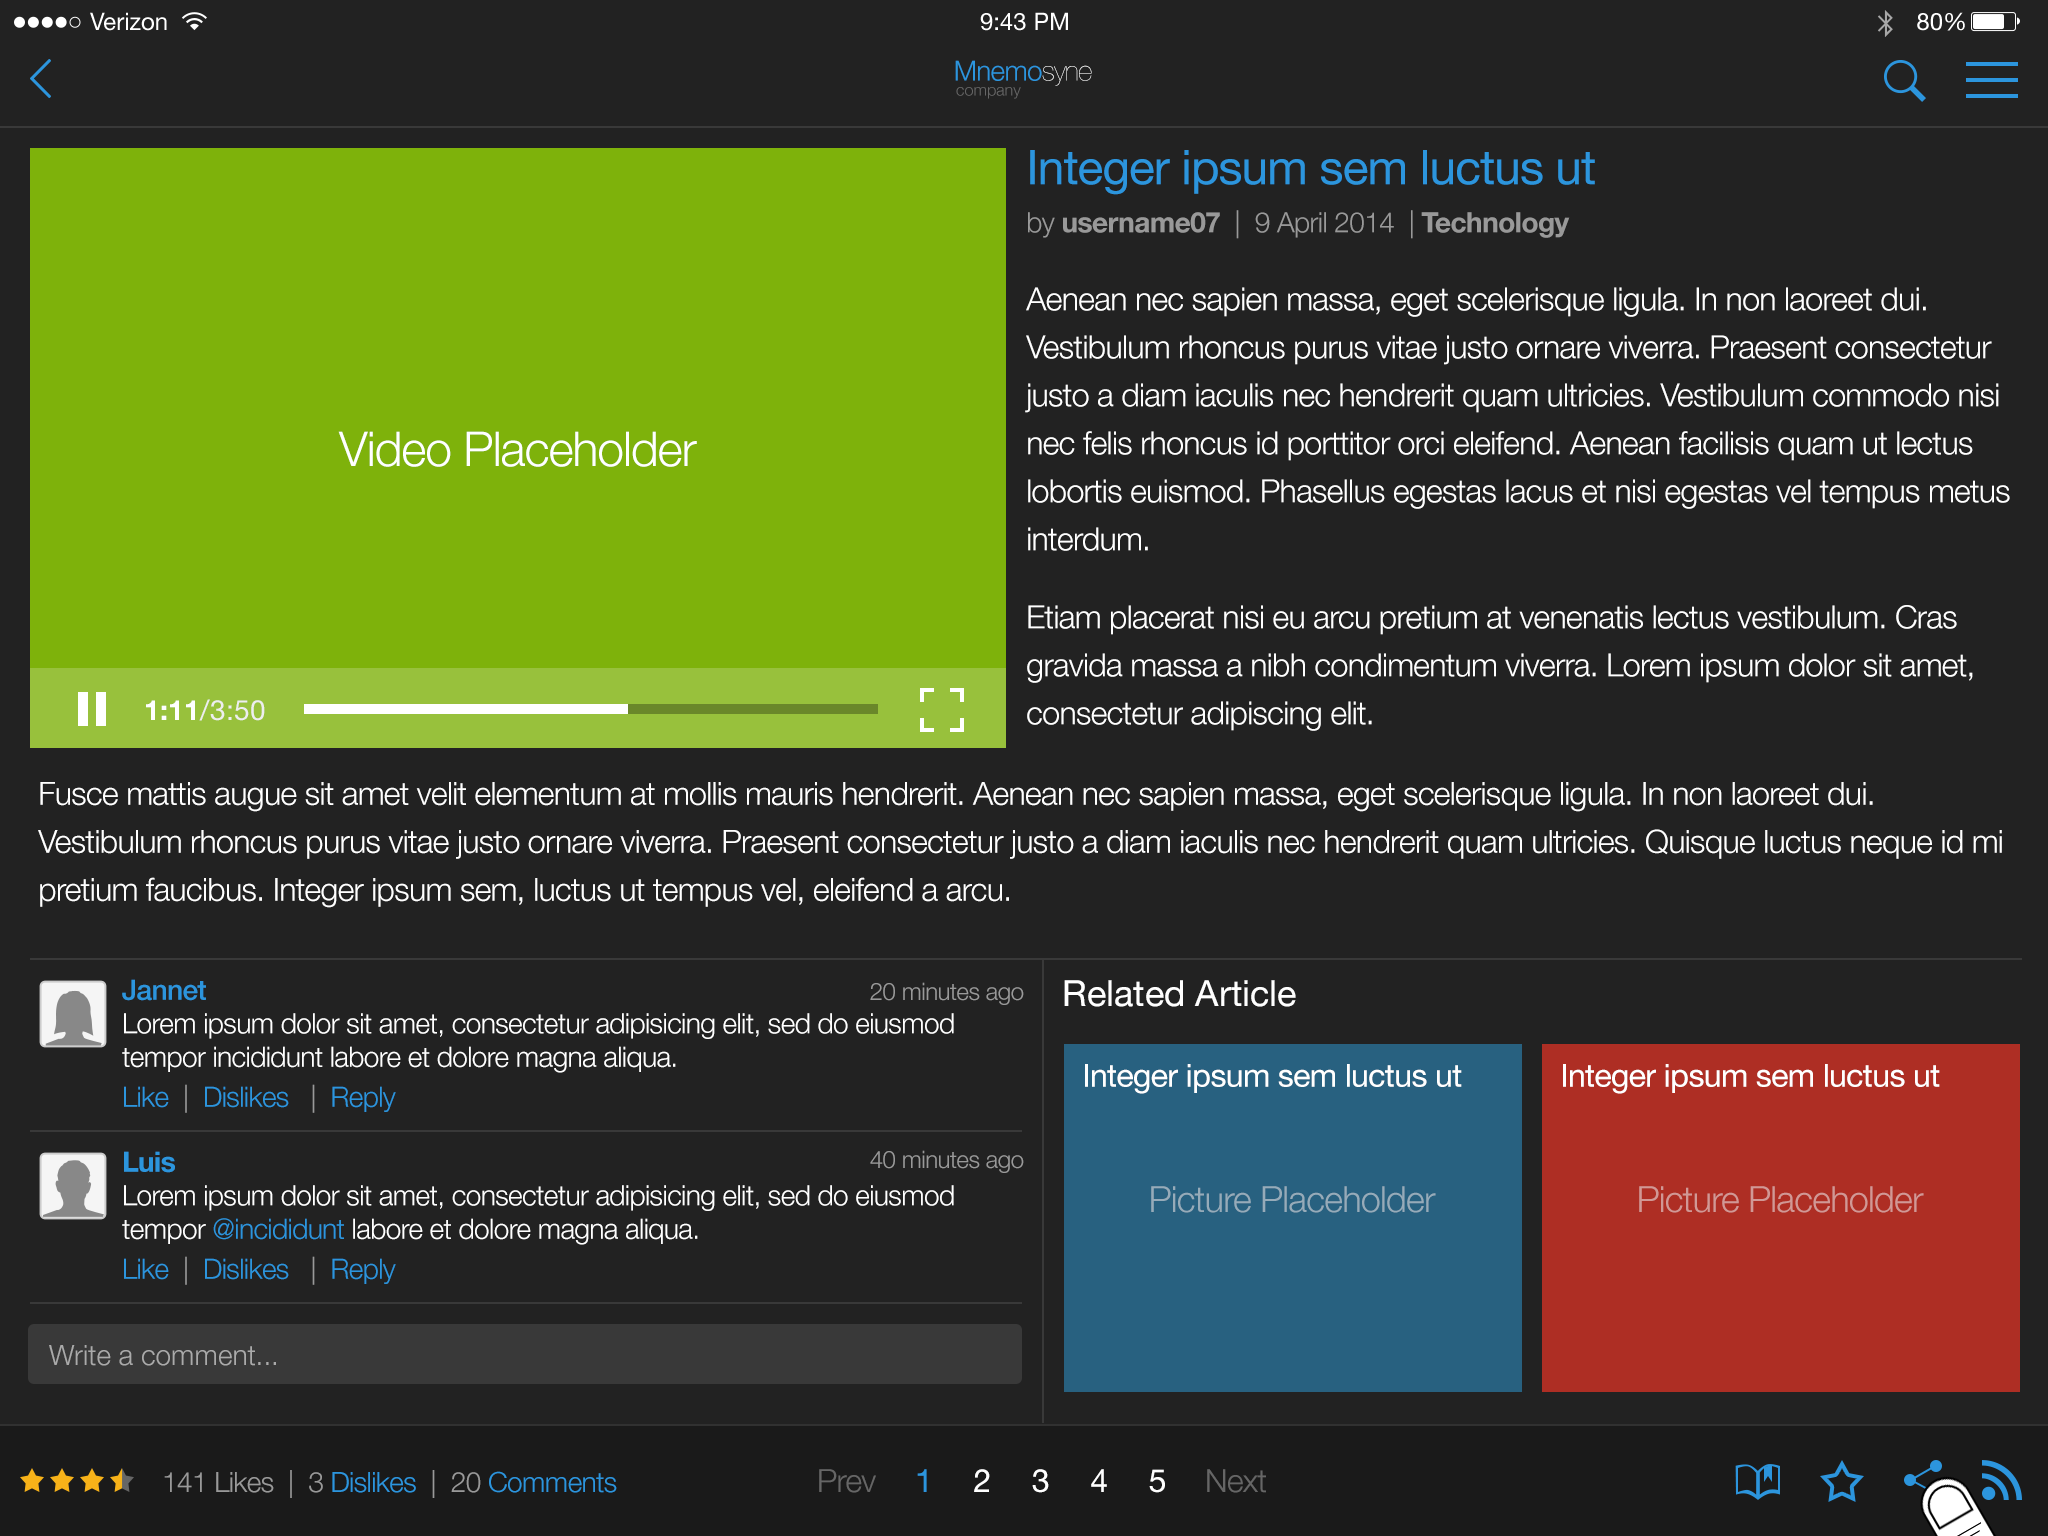 Verizon
9:43 PM
80%
Mnemosyne
company
Integer ipsum sem luctus ut
by username07 | 9 April 2014 | Technology
Video Placeholder
1:11/3:50
Aenean nec sapien massa, eget scelerisque ligula. In non laoreet dui.
Vestibulum rhoncus purus vitae justo ornare viverra. Praesent consectetur
justo a diam iaculis nec hendrerit quam ultricies. Vestibulum commodo nisi
nec felis rhoncus id porttitor orci eleifend. Aenean facilisis quam ut lectus
lobortis euismod. Phasellus egestas lacus et nisi egestas vel tempus metus
interdum.
Etiam placerat nisi eu arcu pretium at venenatis lectus vestibulum. Cras
gravida massa a nibh condimentum viverra. Lorem ipsum dolor sit amet,
consectetur adipiscing elit.
Fusce mattis augue sit amet velit elementum at mollis mauris hendrerit. Aenean nec sapien massa, eget scelerisque ligula. In non laoreet dui.
Vestibulum rhoncus purus vitae justo ornare viverra. Praesent consectetur justo a diam iaculis nec hendrerit quam ultricies. Quisque luctus neque id mi
pretium faucibus. Integer ipsum sem, luctus ut tempus vel, eleifend a arcu.
Jannet
20 minutes ago
Lorem ipsum dolor sit amet, consectetur adipisicing elit, sed do eiusmod
tempor incididunt labore et dolore magna aliqua.
Like | Dislikes | Reply
Luis
40 minutes ago
Lorem ipsum dolor sit amet, consectetur adipisicing elit, sed do eiusmod
tempor @incididunt labore et dolore magna aliqua.
Like | Dislikes | Reply
Write a comment...
Related Article
Integer ipsum sem luctus ut
Picture Placeholder
Integer ipsum sem luctus ut
Picture Placeholder
141 Likes | 3 Dislikes | 20 Comments
Prev 1 2 3 4 5 Next